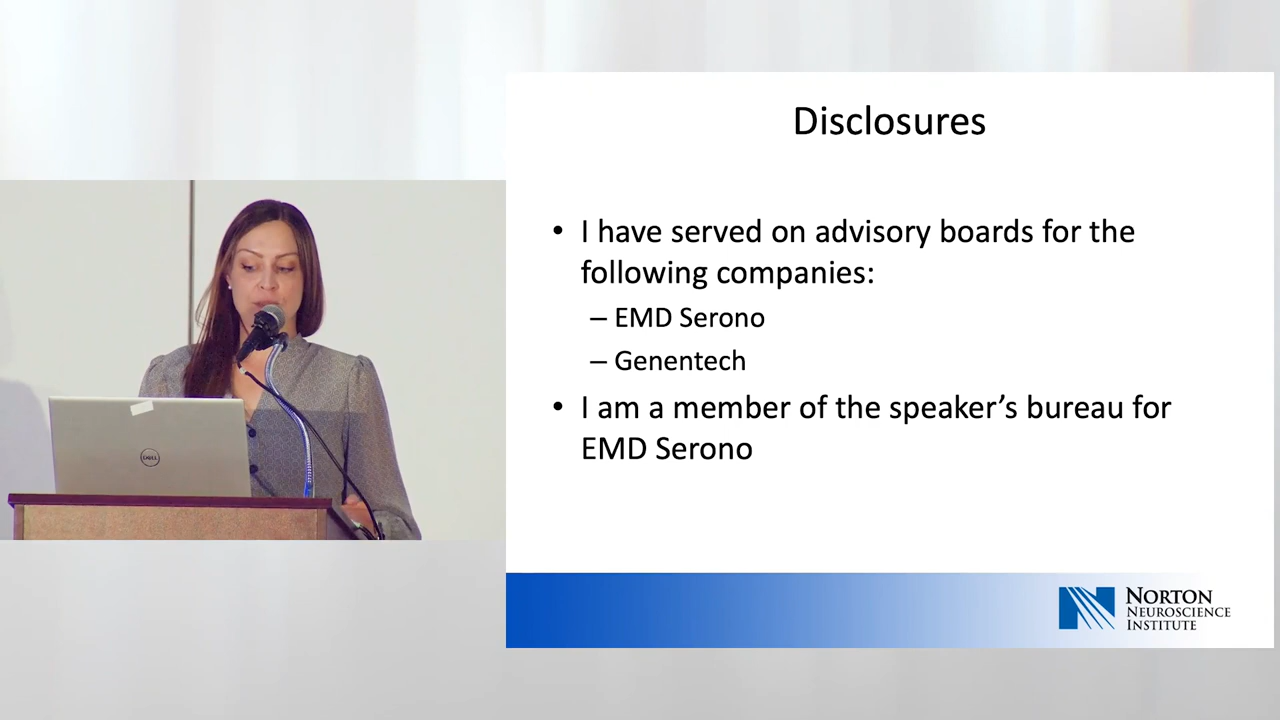 Disclosures
• I have served on advisory boards for the
following companies:
– EMD Serono
– Genentech
• I am a member of the speaker’s bureau for
EMD Serono
DELL
NORTON
NEUROSCIENCE
INSTITUTE